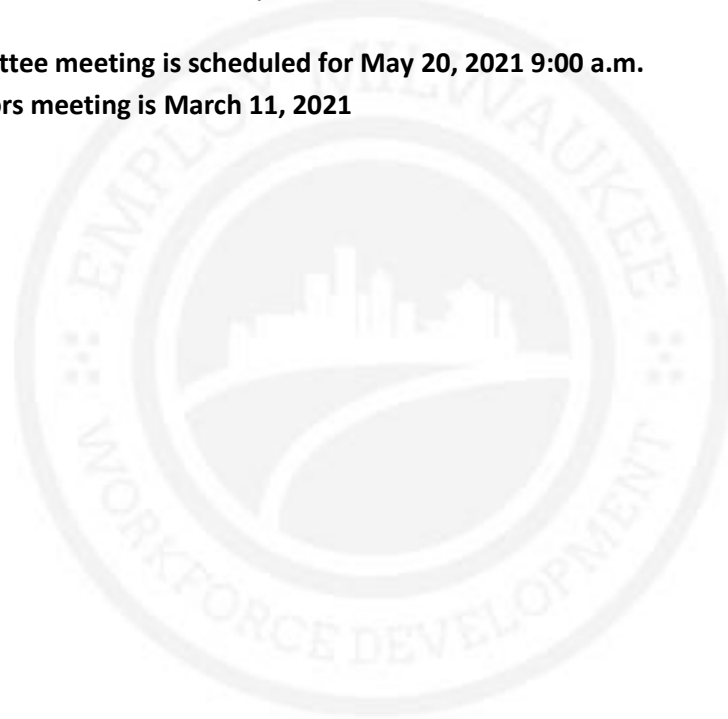 ttee meeting is scheduled for May 20, 2021 9:00 a.m.
ors meeting is March 11, 2021
EMPLOY MILWAUKEE
WORKFORCE DEVELOPMENT